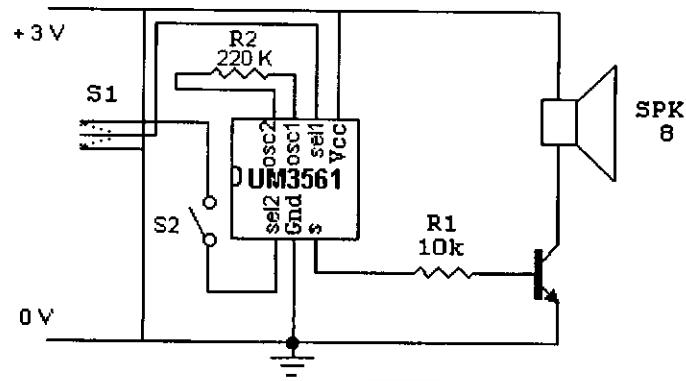 + 3 V
R2
220 K
S1
osc2
osc1
sel1
Vcc
SPK
8
UM3561
S2
sel2
Gnd
s
R1
10k
0 V